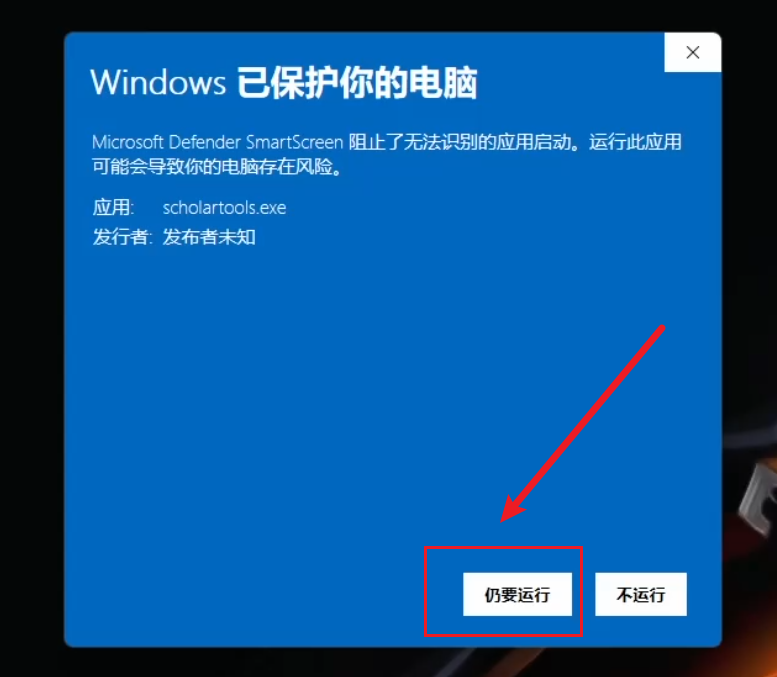 Windows 已保护你的电脑
Microsoft Defender SmartScreen 阻止了无法识别的应用启动。运行此应用
可能会导致你的电脑存在风险。
应用: scholartools.exe
发行者: 发布者未知
仍要运行 不运行